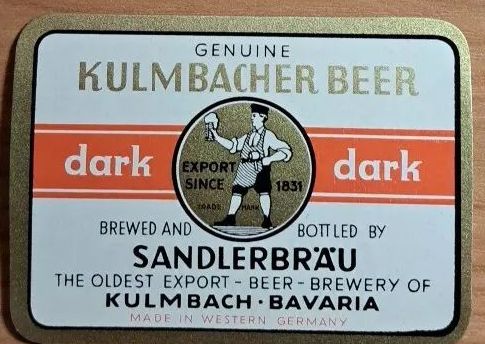 GENUINE
KULMBACHER BEER
dark dark
EXPORT
SINCE 1831
TRADE MARK
BREWED AND BOTTLED BY
SANDLERBRÄU
THE OLDEST EXPORT - BEER - BREWERY OF
KULMBACH · BAVARIA
MADE IN WESTERN GERMANY